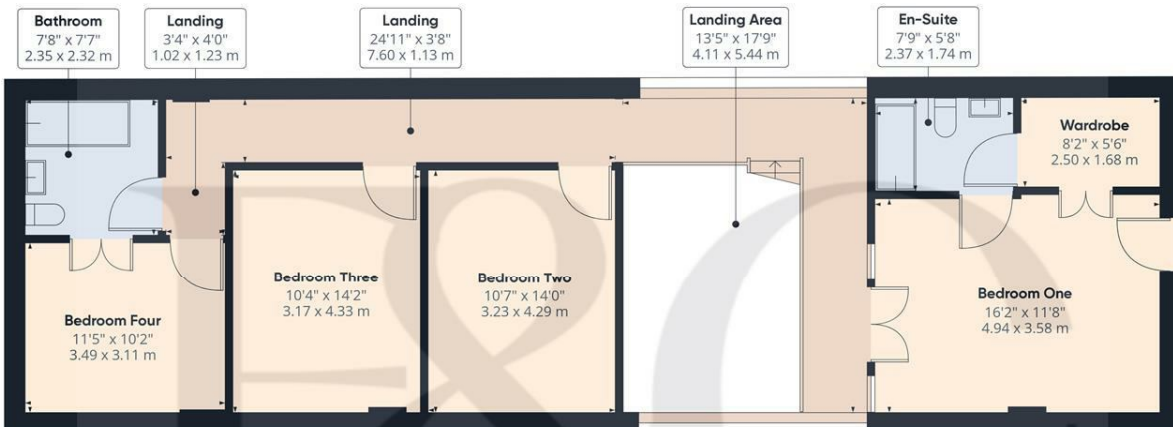 Bathroom
7'8" x 7'7"
2.35 x 2.32 m
Landing
3'4" x 4'0"
1.02 x 1.23 m
Landing
24'11" x 3'8"
7.60 x 1.13 m
Landing Area
13'5" x 17'9"
4.11 x 5.44 m
En-Suite
7'9" x 5'8"
2.37 x 1.74 m
Wardrobe
8'2" x 5'6"
2.50 x 1.68 m
Bedroom Four
11'5" x 10'2"
3.49 x 3.11 m
Bedroom Three
10'4" x 14'2"
3.17 x 4.33 m
Bedroom Two
10'7" x 14'0"
3.23 x 4.29 m
Bedroom One
16'2" x 11'8"
4.94 x 3.58 m